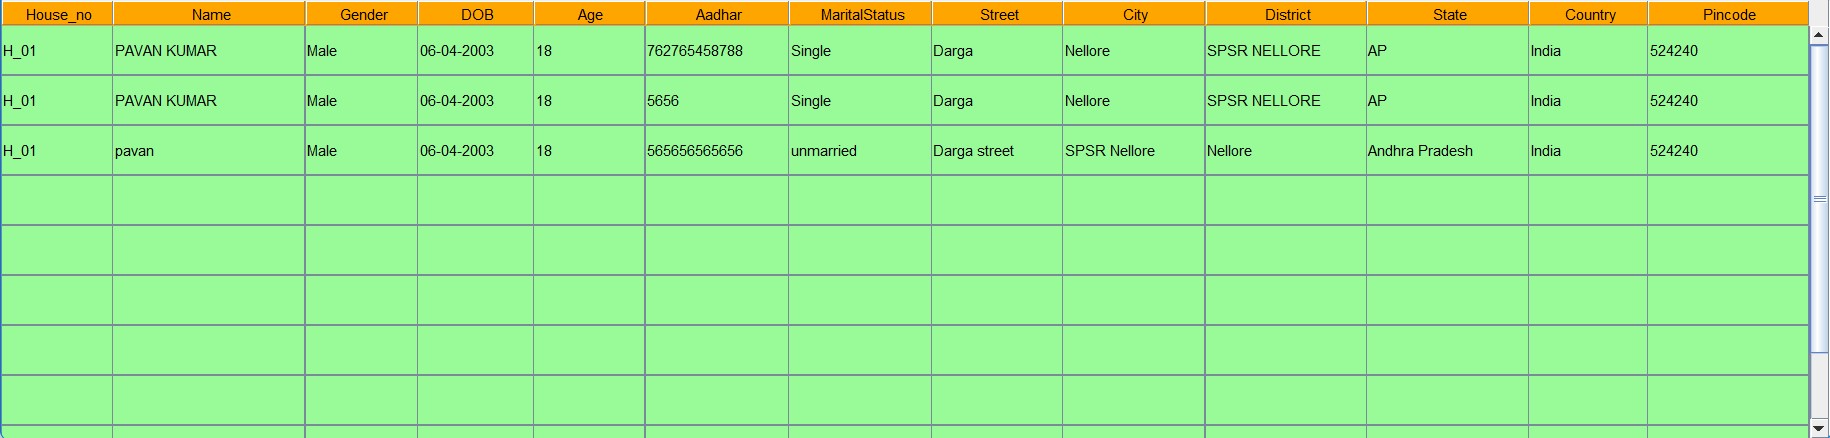 House_no Name Gender DOB Age Aadhar MaritalStatus Street City District State Country Pincode
H_01 PAVAN KUMAR Male 06-04-2003 18 762765458788 Single Darga Nellore SPSR NELLORE AP India 524240
H_01 PAVAN KUMAR Male 06-04-2003 18 5656 Single Darga Nellore SPSR NELLORE AP India 524240
H_01 pavan Male 06-04-2003 18 565656565656 unmarried Darga street SPSR Nellore Nellore Andhra Pradesh India 524240